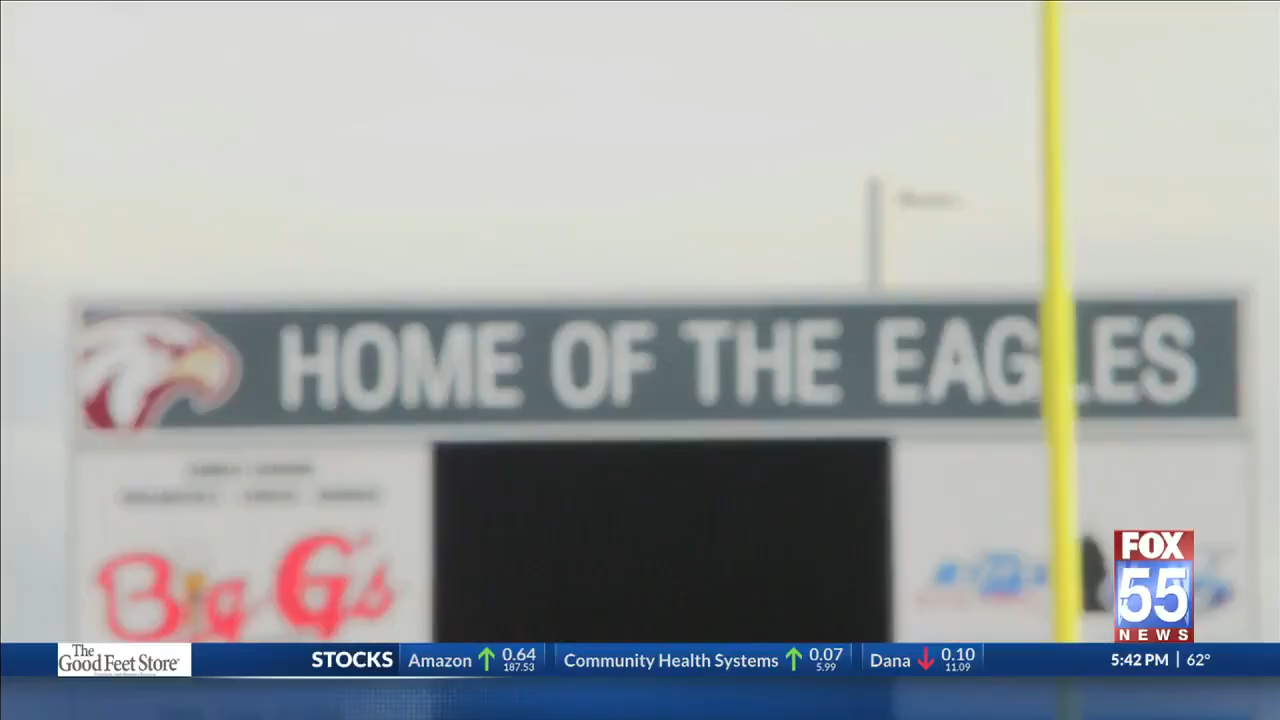 HOME OF THE EAGLES
Big G's
FOX
55
NEWS
The
Good Feet Store
STOCKS Amazon 0.64 187.53 Community Health Systems 0.07 5.99 Dana 0.10 11.09 5:42 PM | 62°